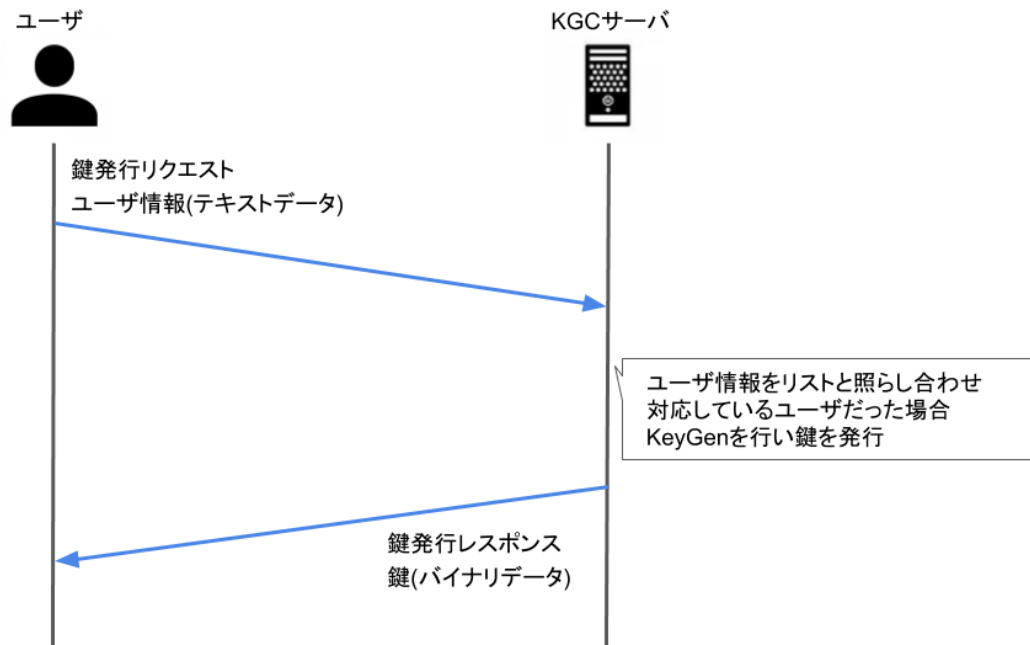 ユーザ
KGCサーバ
鍵発行リクエスト
ユーザ情報(テキストデータ)
ユーザ情報をリストと照らし合わせ
対応しているユーザだった場合
KeyGenを行い鍵を発行
鍵発行レスポンス
鍵(バイナリデータ)